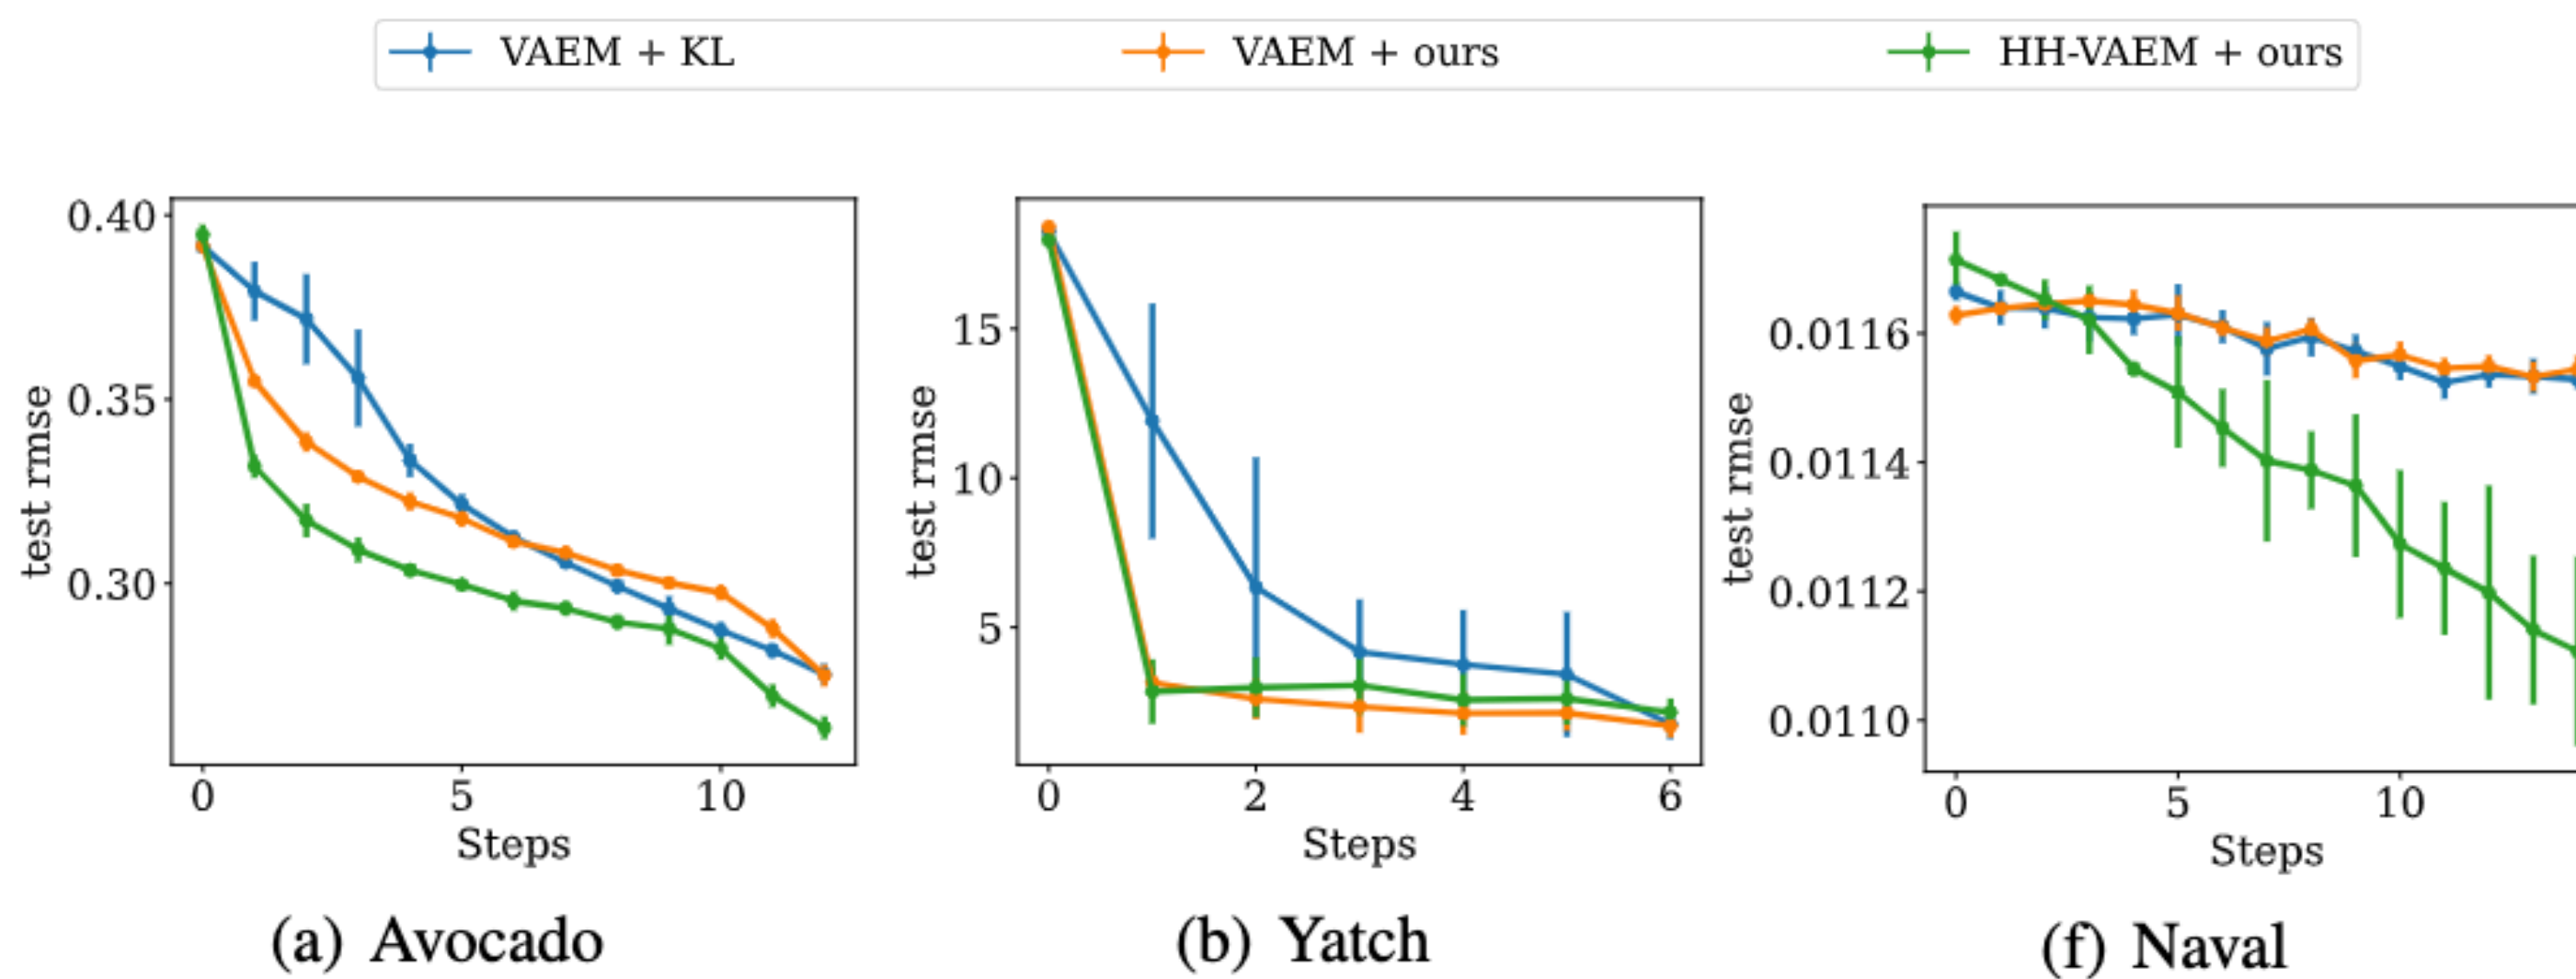 VAEM + KL VAEM + ours HH-VAEM + ours
test rmse
0.40
0.35
0.30
0 5 10
Steps
(a) Avocado
test rmse
15
10
5
0 2 4 6
Steps
(b) Yatch
test rmse
0.0116
0.0114
0.0112
0.0110
0 5 10
Steps
(f) Naval